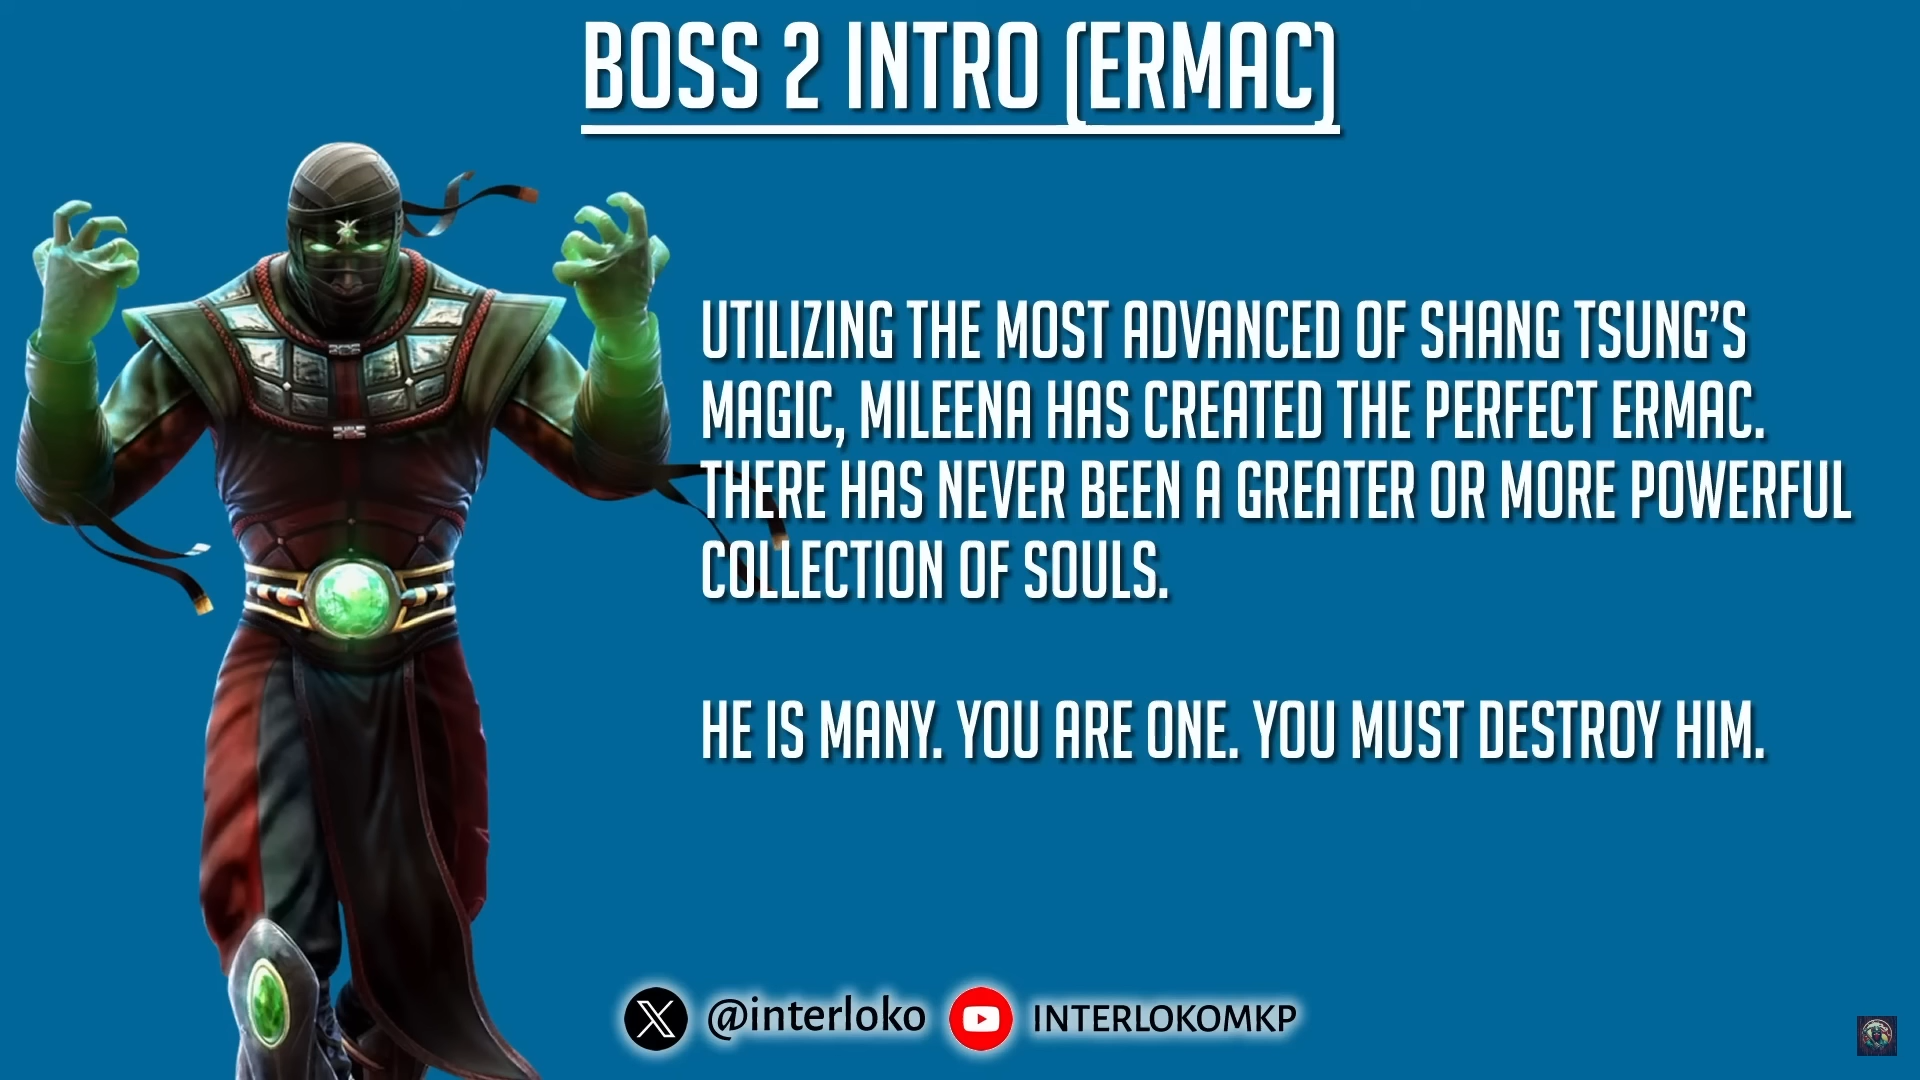 BOSS 2 INTRO (ERMAC)
UTILIZING THE MOST ADVANCED OF SHANG TSUNG'S
MAGIC, MILEENA HAS CREATED THE PERFECT ERMAC.
THERE HAS NEVER BEEN A GREATER OR MORE POWERFUL
COLLECTION OF SOULS.
HE IS MANY. YOU ARE ONE. YOU MUST DESTROY HIM.
@interloko INTERLOKOMKP